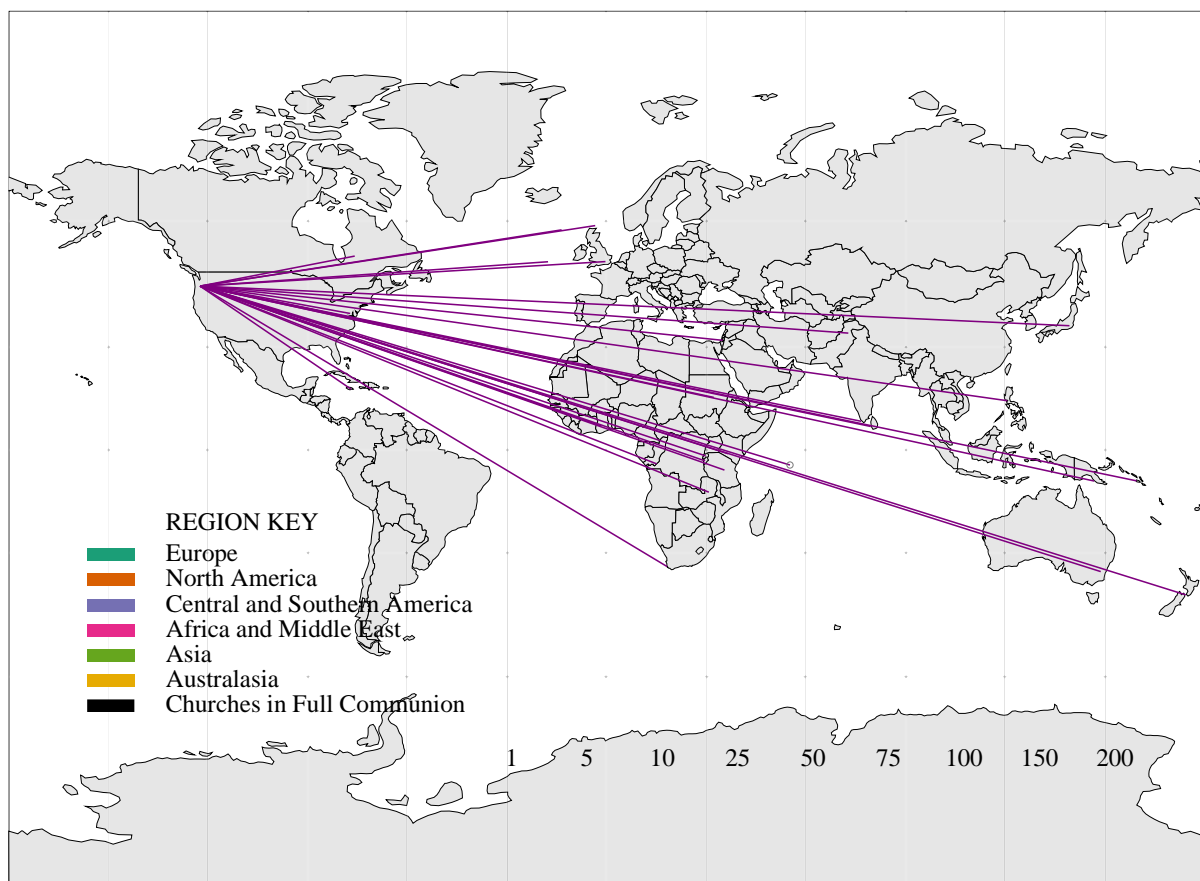 REGION KEY
Europe
North America
Central and Southern America
Africa and Middle East
Asia
Australasia
Churches in Full Communion
1 5 10 25 50 75 100 150 200